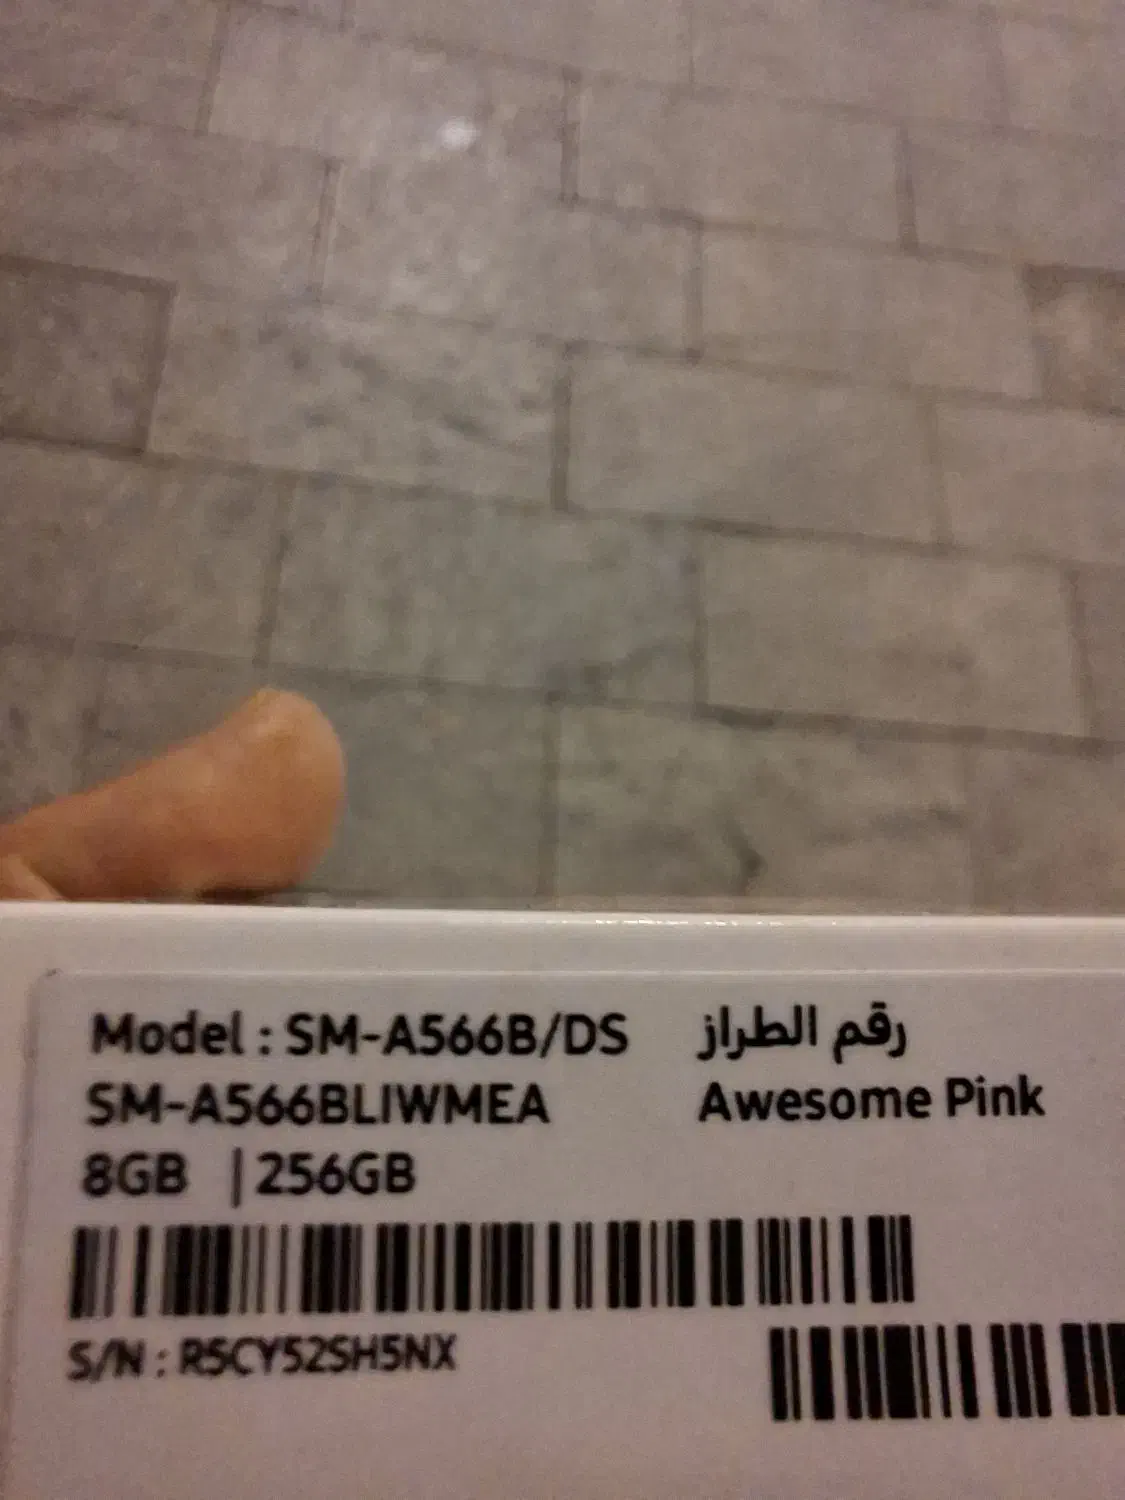 Model : SM-A566B/DS رقم الطراز
SM-A566BLIWMEA Awesome Pink
8GB | 256GB
S/N : R5CY52SH5NX